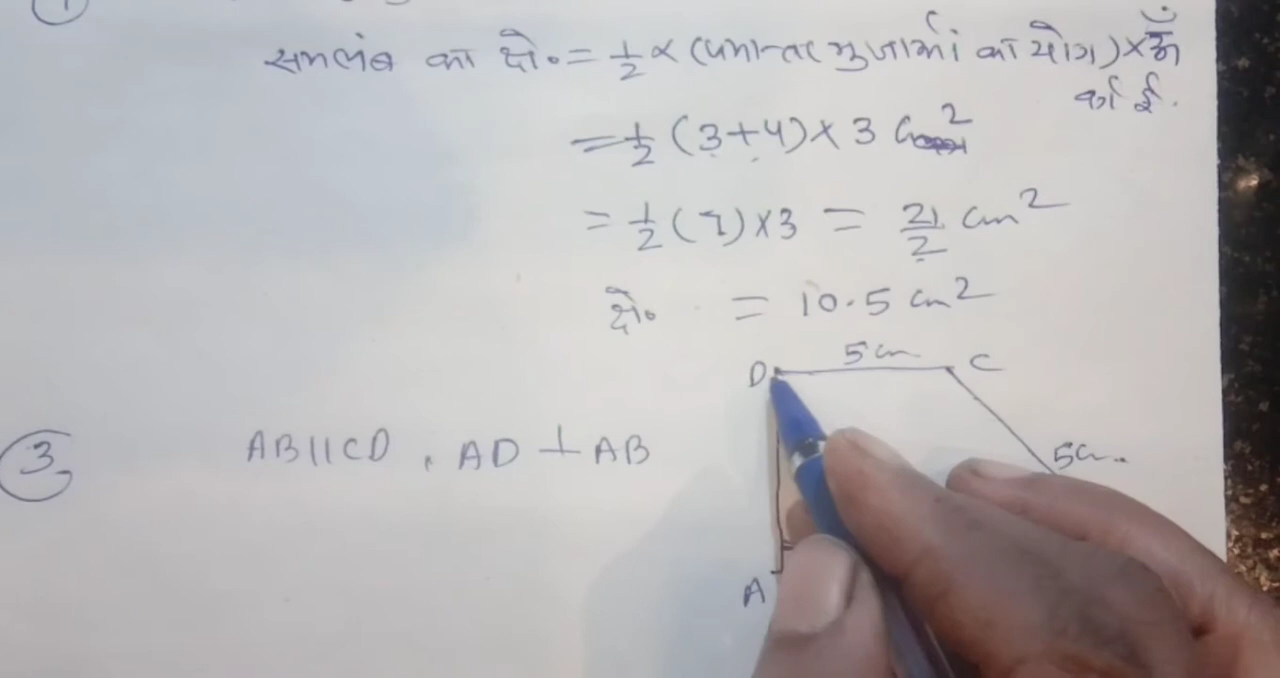 1
समलंब का क्षे०= 1/2 × (समान्तर भुजाओं का योग)×ऊँ
चाई.
= 1/2 (3+4)×3 cm²
= 1/2 (7)×3 = 21/2 cm²
क्षे० = 10.5 cm²
5cm
D C
3, AB||CD , AD ⊥ AB
5cm.
A